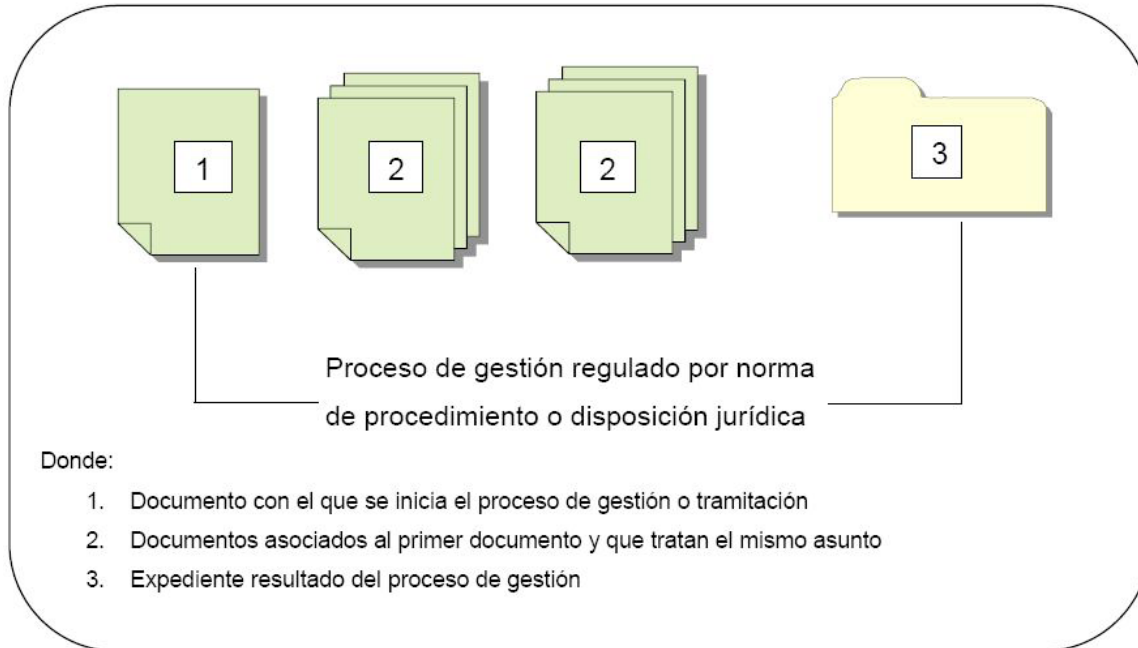 1
2
2
3
Proceso de gestión regulado por norma
de procedimiento o disposición jurídica
Donde:
1. Documento con el que se inicia el proceso de gestión o tramitación
2. Documentos asociados al primer documento y que tratan el mismo asunto
3. Expediente resultado del proceso de gestión